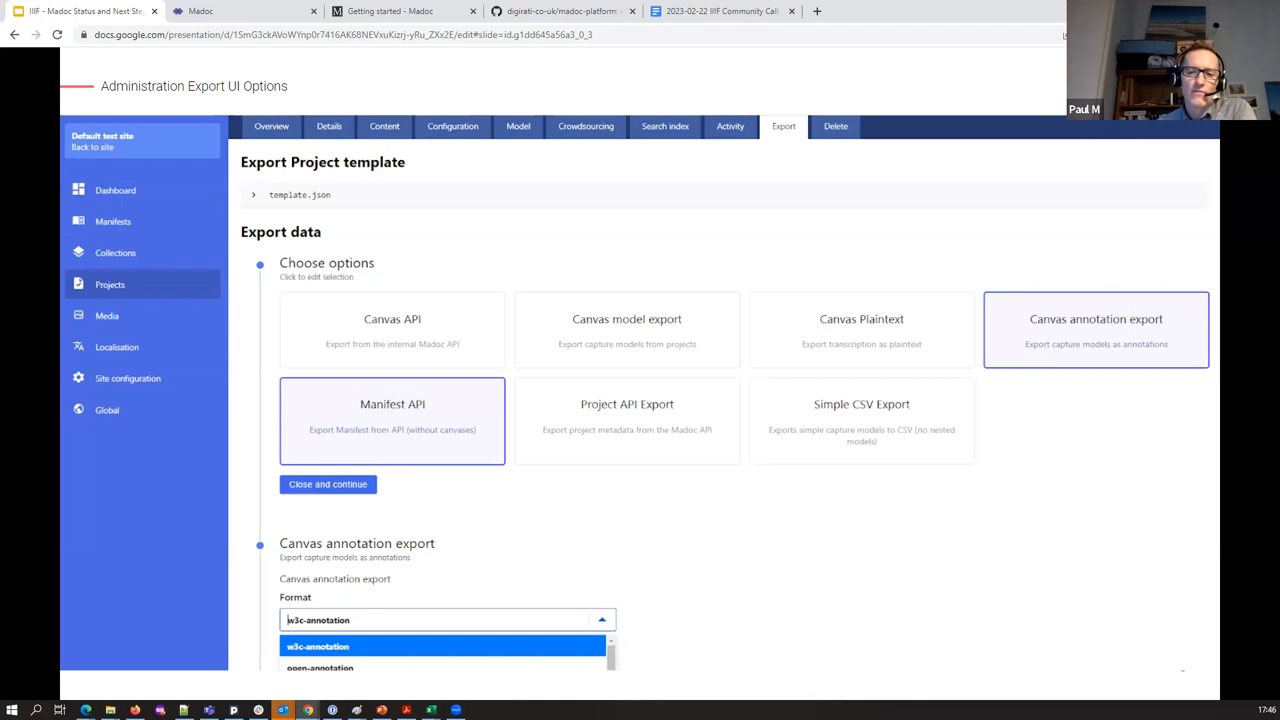 IIIF - Madoc Status and Next Step
Madoc
Getting started - Madoc
digirati-co-uk/madoc-platform:
2023-02-22 IIIF Community Call
docs.google.com/presentation/d/1SmG3ckAVoWYnp0r7416AK68NEVxuKizrj-yRu_ZXx2E/edit#slide=id.g1dd645a56a3_0_3
Paul M
Administration Export UI Options
Default test site
Back to site
Dashboard
Manifests
Collections
Projects
Media
Localisation
Site configuration
Global
Overview Details Content Configuration Model Crowdsourcing Search index Activity Export Delete
Export Project template
template.json
Export data
Choose options
Click to edit selection
Canvas API
Export from the internal Madoc API
Canvas model export
Export capture models from projects
Canvas Plaintext
Export transcription as plaintext
Canvas annotation export
Export capture models as annotations
Manifest API
Export Manifest from API (without canvases)
Project API Export
Export project metadata from the Madoc API
Simple CSV Export
Exports simple capture models to CSV (no nested
models)
Close and continue
Canvas annotation export
Export capture models as annotations
Canvas annotation export
Format
w3c-annotation
w3c-annotation
open-annotation
17:46